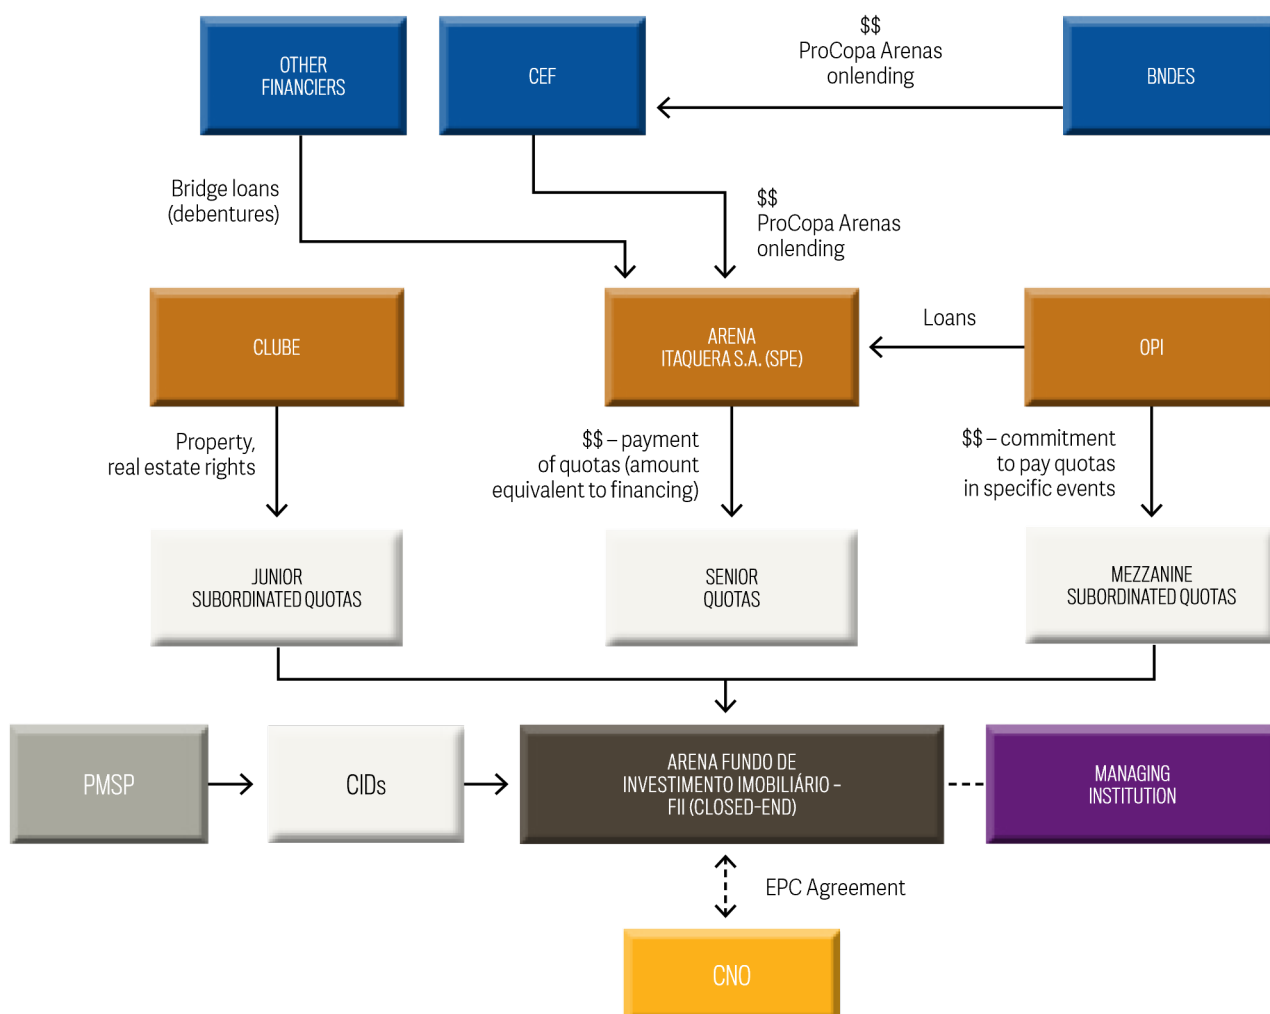 $$
ProCopa Arenas
onlending
OTHER
FINANCIERS
CEF
BNDES
Bridge loans
(debentures)
$$
ProCopa Arenas
onlending
CLUBE
ARENA
ITAQUERA S.A. (SPE)
Loans
OPI
Property,
real estate rights
$$ – payment
of quotas (amount
equivalent to financing)
$$ – commitment
to pay quotas
in specific events
JUNIOR
SUBORDINATED QUOTAS
SENIOR
QUOTAS
MEZZANINE
SUBORDINATED QUOTAS
PMSP
CIDs
ARENA FUNDO DE
INVESTIMENTO IMOBILIÁRIO –
FII (CLOSED-END)
MANAGING
INSTITUTION
EPC Agreement
CNO